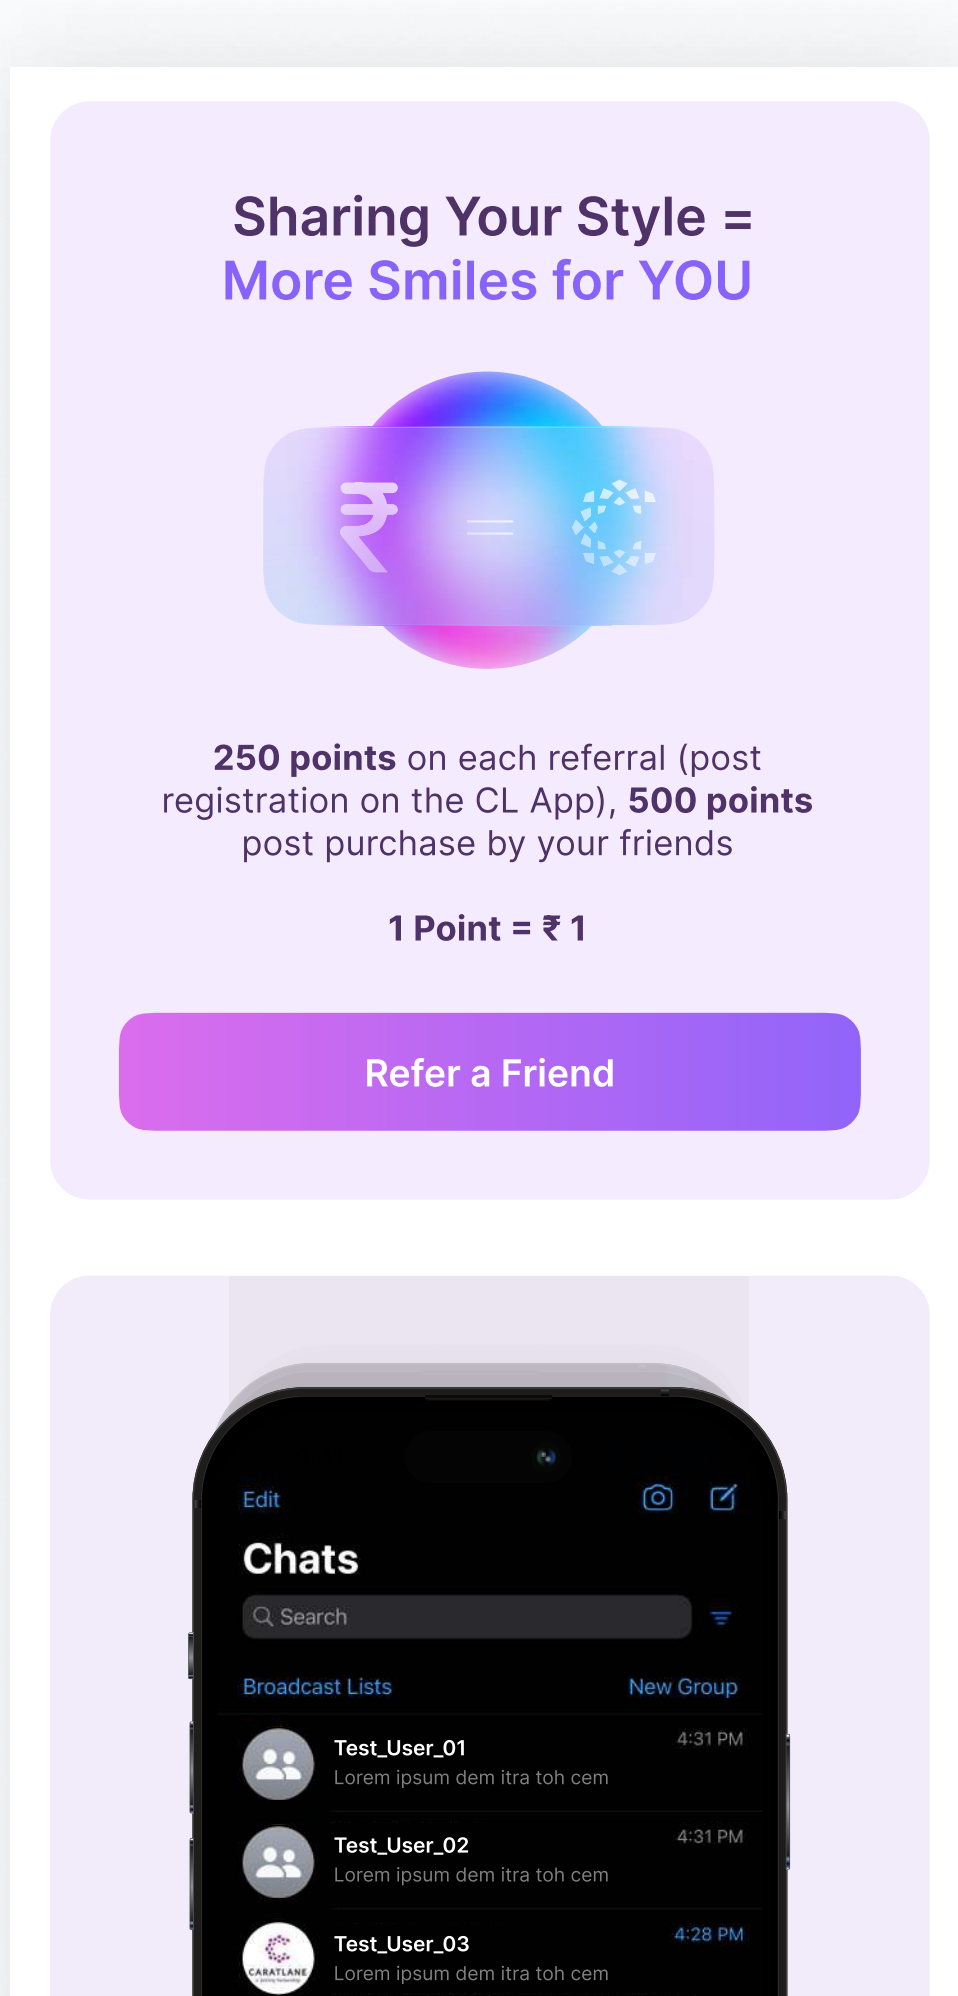 Sharing Your Style =
More Smiles for YOU
₹ = C
250 points on each referral (post
registration on the CL App), 500 points
post purchase by your friends
1 Point = ₹ 1
Refer a Friend
Edit
Chats
Search
Broadcast Lists New Group
Test_User_01 4:31 PM
Lorem ipsum dem itra toh cem
Test_User_02 4:31 PM
Lorem ipsum dem itra toh cem
Test_User_03 4:28 PM
CARATLANE
Lorem ipsum dem itra toh cem